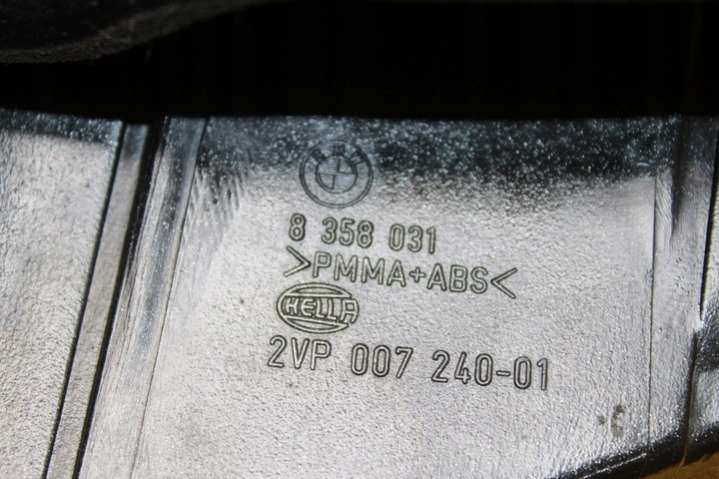 8 358 031
>PMMA+ABS<
HELLA
2VP 007 240-01